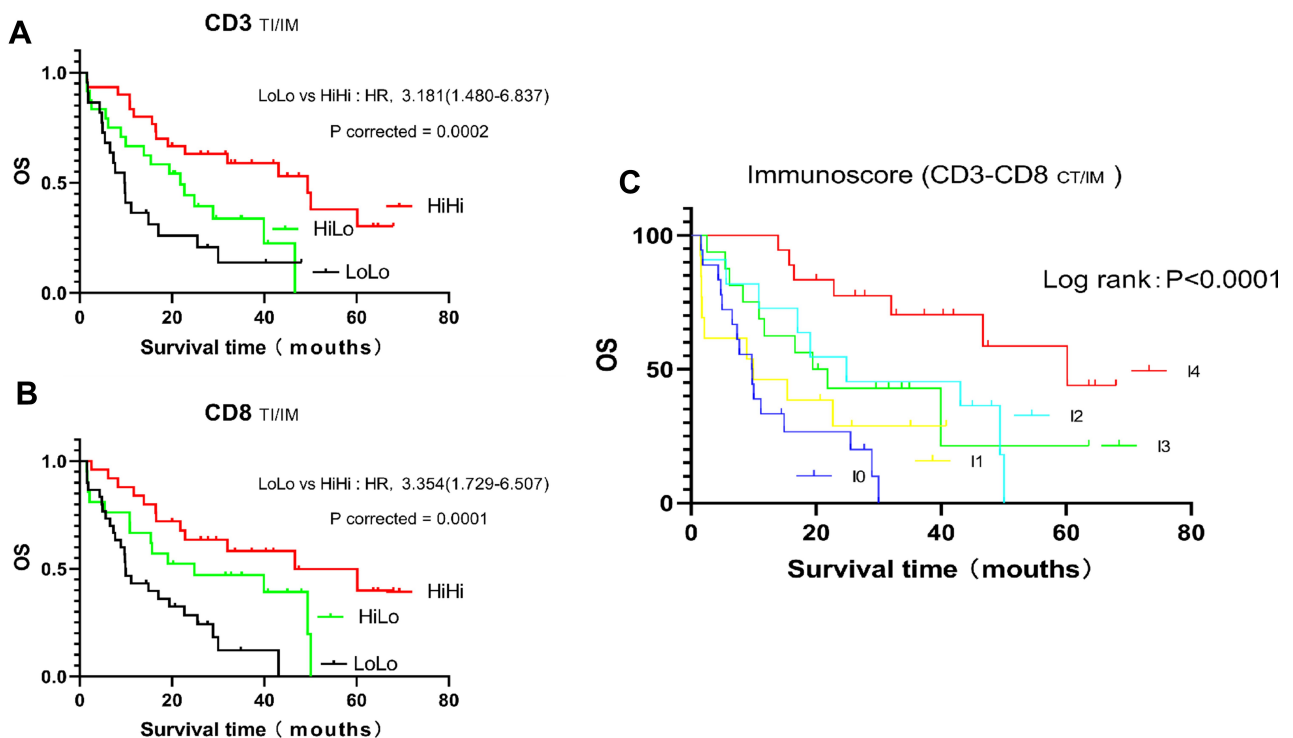 A
CD3 TI/IM
1.0
LoLo vs HiHi : HR, 3.181(1.480-6.837)
P corrected = 0.0002
OS
0.5
HiHi
HiLo
LoLo
0.0
0 20 40 60 80
Survival time ( mouths)
B
CD8 TI/IM
1.0
LoLo vs HiHi : HR, 3.354(1.729-6.507)
P corrected = 0.0001
OS
0.5
HiHi
HiLo
LoLo
0.0
0 20 40 60 80
Survival time ( mouths)
C
Immunoscore (CD3-CD8 CT/IM )
100
Log rank : P<0.0001
OS
50
I4
I2
I3
I1
I0
0
0 20 40 60 80
Survival time (mouths)